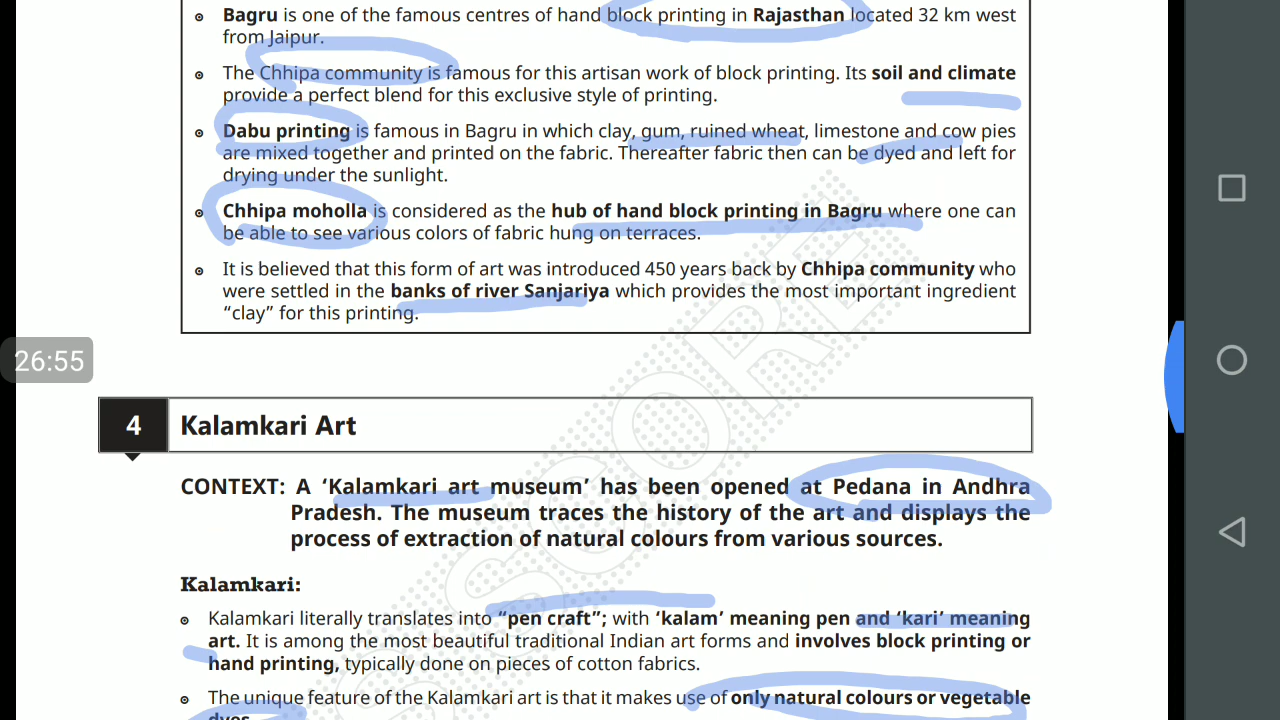 Bagru is one of the famous centres of hand block printing in Rajasthan located 32 km west
from Jaipur.
The Chhipa community is famous for this artisan work of block printing. Its soil and climate
provide a perfect blend for this exclusive style of printing.
Dabu printing is famous in Bagru in which clay, gum, ruined wheat, limestone and cow pies
are mixed together and printed on the fabric. Thereafter fabric then can be dyed and left for
drying under the sunlight.
Chhipa moholla is considered as the hub of hand block printing in Bagru where one can
be able to see various colors of fabric hung on terraces.
It is believed that this form of art was introduced 450 years back by Chhipa community who
were settled in the banks of river Sanjariya which provides the most important ingredient
“clay” for this printing.
26:55
4 Kalamkari Art
CONTEXT: A ‘Kalamkari art museum’ has been opened at Pedana in Andhra
Pradesh. The museum traces the history of the art and displays the
process of extraction of natural colours from various sources.
Kalamkari:
Kalamkari literally translates into “pen craft”; with ‘kalam’ meaning pen and ‘kari’ meaning
art. It is among the most beautiful traditional Indian art forms and involves block printing or
hand printing, typically done on pieces of cotton fabrics.
The unique feature of the Kalamkari art is that it makes use of only natural colours or vegetable
dyes.
SCORE